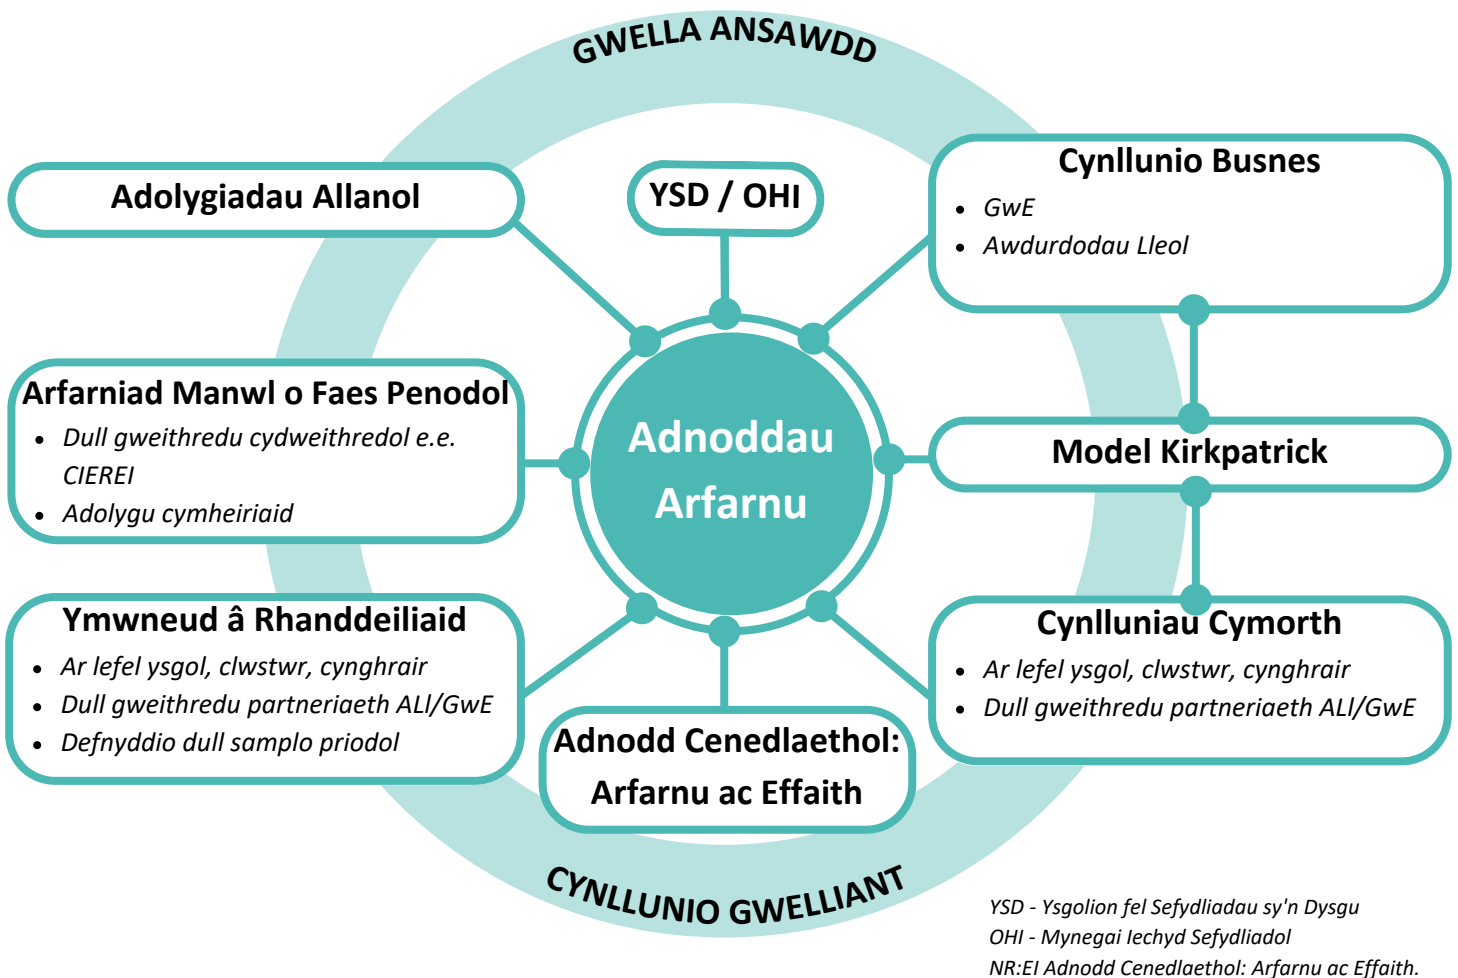 GWELLA ANSAWDD
Adolygiadau Allanol
YSD / OHI
Cynllunio Busnes
• GwE
• Awdurdodau Lleol
Arfarniad Manwl o Faes Penodol
• Dull gweithredu cydweithredol e.e.
CIEREI
• Adolygu cymheiriaid
Adnoddau
Arfarnu
Model Kirkpatrick
Ymwneud â Rhanddeiliaid
• Ar lefel ysgol, clwstwr, cynghrair
• Dull gweithredu partneriaeth ALl/GwE
• Defnyddio dull samplo priodol
Adnodd Cenedlaethol:
Arfarnu ac Effaith
Cynlluniau Cymorth
• Ar lefel ysgol, clwstwr, cynghrair
• Dull gweithredu partneriaeth ALl/GwE
CYNLLUNIO GWELLIANT
YSD - Ysgolion fel Sefydliadau sy'n Dysgu
OHI - Mynegai Iechyd Sefydliadol
NR:EI Adnodd Cenedlaethol: Arfarnu ac Effaith.